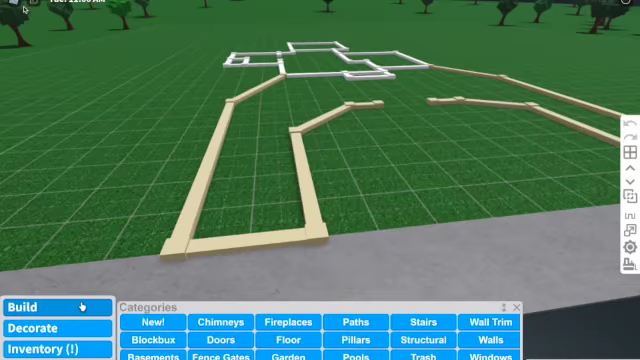 Build
Decorate
Inventory (!)
Categories
New! Chimneys Fireplaces Paths Stairs Wall Trim
Blockbux Doors Floor Pillars Structural Walls
Basements Fence Gates Garden Pools Trash Windows